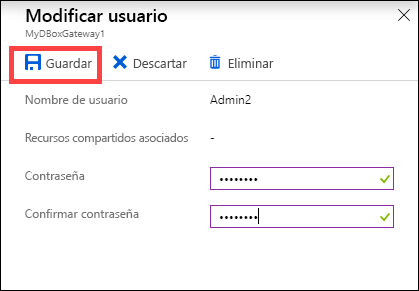 Modificar usuario
MyDBoxGateway1
Guardar Descartar Eliminar
Nombre de usuario Admin2
Recursos compartidos asociados -
Contraseña ••••••••
Confirmar contraseña ••••••••